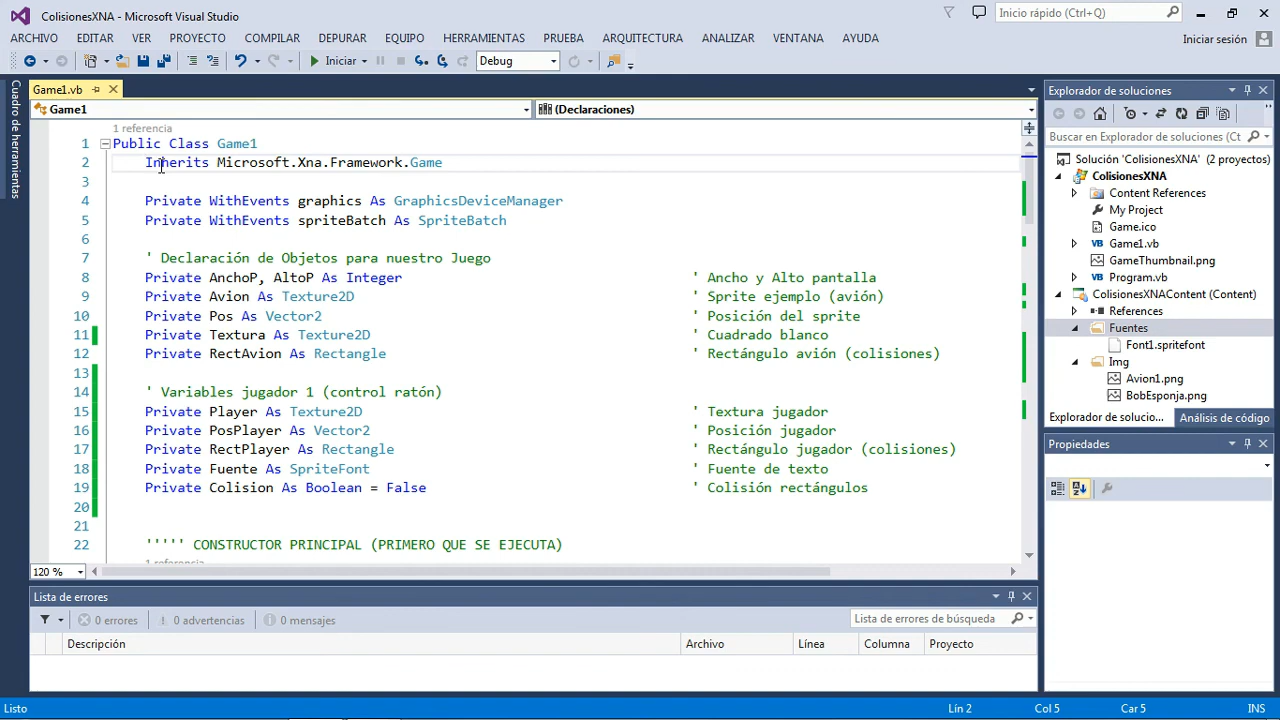 ColisionesXNA - Microsoft Visual Studio
Inicio rápido (Ctrl+Q)
ARCHIVO EDITAR VER PROYECTO COMPILAR DEPURAR EQUIPO HERRAMIENTAS PRUEBA ARQUITECTURA ANALIZAR VENTANA AYUDA
Iniciar sesión
Iniciar Debug
Cuadro de herramientas
Game1.vb
Game1 (Declaraciones)
1 referencia
1 Public Class Game1
2 Inherits Microsoft.Xna.Framework.Game
3
4 Private WithEvents graphics As GraphicsDeviceManager
5 Private WithEvents spriteBatch As SpriteBatch
6
7 ' Declaración de Objetos para nuestro Juego
8 Private AnchoP, AltoP As Integer ' Ancho y Alto pantalla
9 Private Avion As Texture2D ' Sprite ejemplo (avión)
10 Private Pos As Vector2 ' Posición del sprite
11 Private Textura As Texture2D ' Cuadrado blanco
12 Private RectAvion As Rectangle ' Rectángulo avión (colisiones)
13
14 ' Variables jugador 1 (control ratón)
15 Private Player As Texture2D ' Textura jugador
16 Private PosPlayer As Vector2 ' Posición jugador
17 Private RectPlayer As Rectangle ' Rectángulo jugador (colisiones)
18 Private Fuente As SpriteFont ' Fuente de texto
19 Private Colision As Boolean = False ' Colisión rectángulos
20
21
22 ''''' CONSTRUCTOR PRINCIPAL (PRIMERO QUE SE EJECUTA)
1 referencia
120 %
Explorador de soluciones
Buscar en Explorador de soluciones (Ctrl+
Solución 'ColisionesXNA' (2 proyectos)
ColisionesXNA
Content References
My Project
Game.ico
Game1.vb
GameThumbnail.png
Program.vb
ColisionesXNAContent (Content)
References
Fuentes
Font1.spritefont
Img
Avion1.png
BobEsponja.png
Explorador de solucio... Análisis de código
Propiedades
Lista de errores
0 errores 0 advertencias 0 mensajes
Lista de errores de búsqueda
Descripción Archivo Línea Columna Proyecto
Listo Lín 2 Col 5 Car 5 INS